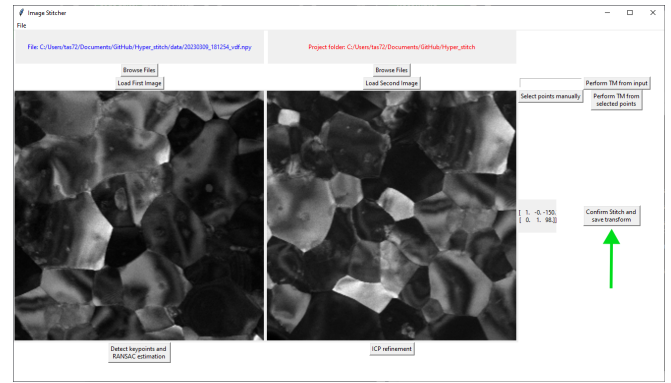 Image Stitcher
File
File: C:/Users/tas72/Documents/GitHub/Hyper_stitch/data/20230309_181254_vdf.npy
Project folder: C:/Users/tas72/Documents/GitHub/Hyper_stitch
Browse Files
Browse Files
Load First Image
Load Second Image
Perform TM from input
Select points manually
Perform TM from
selected points
[ 1. -0. -150.
[ 0. 1. 98.]]
Confirm Stitch and
save transform
Detect keypoints and
RANSAC estimation
ICP refinement